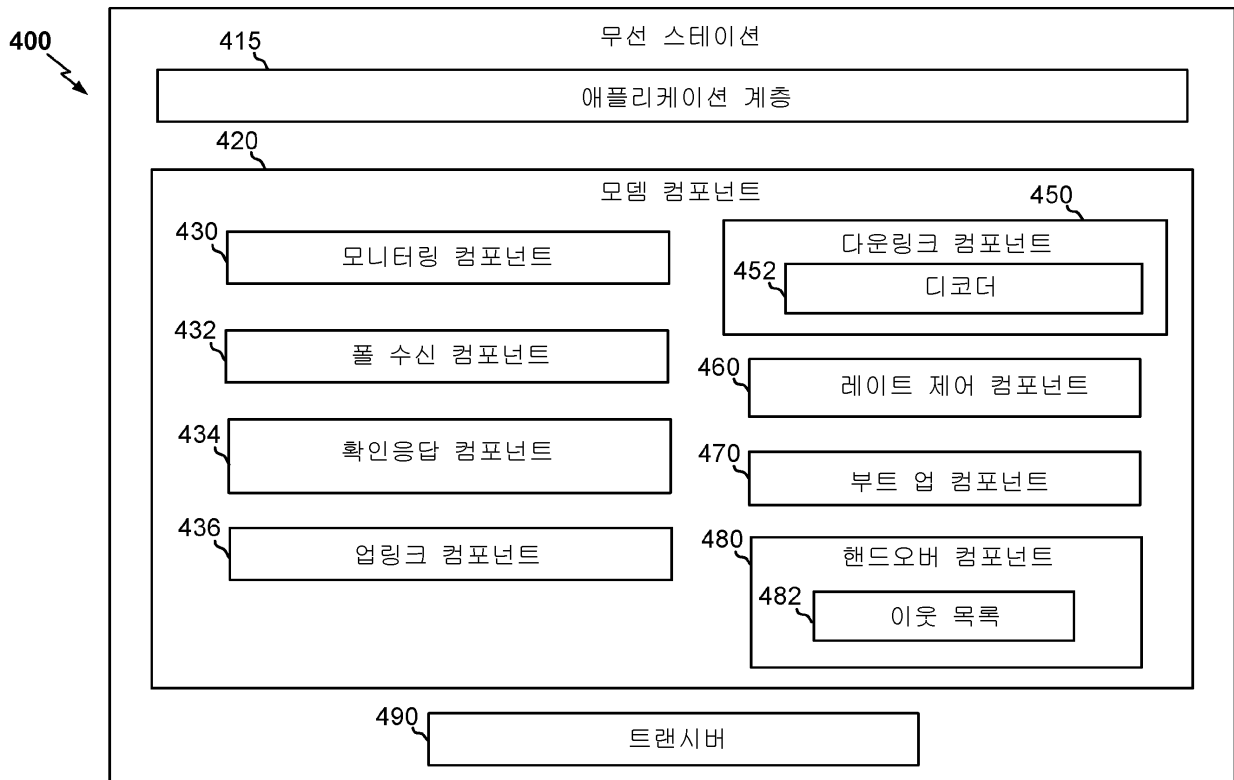 400
무선 스테이션
415
애플리케이션 계층
420
모뎀 컴포넌트
430
모니터링 컴포넌트
432
폴 수신 컴포넌트
434
확인응답 컴포넌트
436
업링크 컴포넌트
450
다운링크 컴포넌트
452
디코더
460
레이트 제어 컴포넌트
470
부트 업 컴포넌트
480
핸드오버 컴포넌트
482
이웃 목록
490
트랜시버